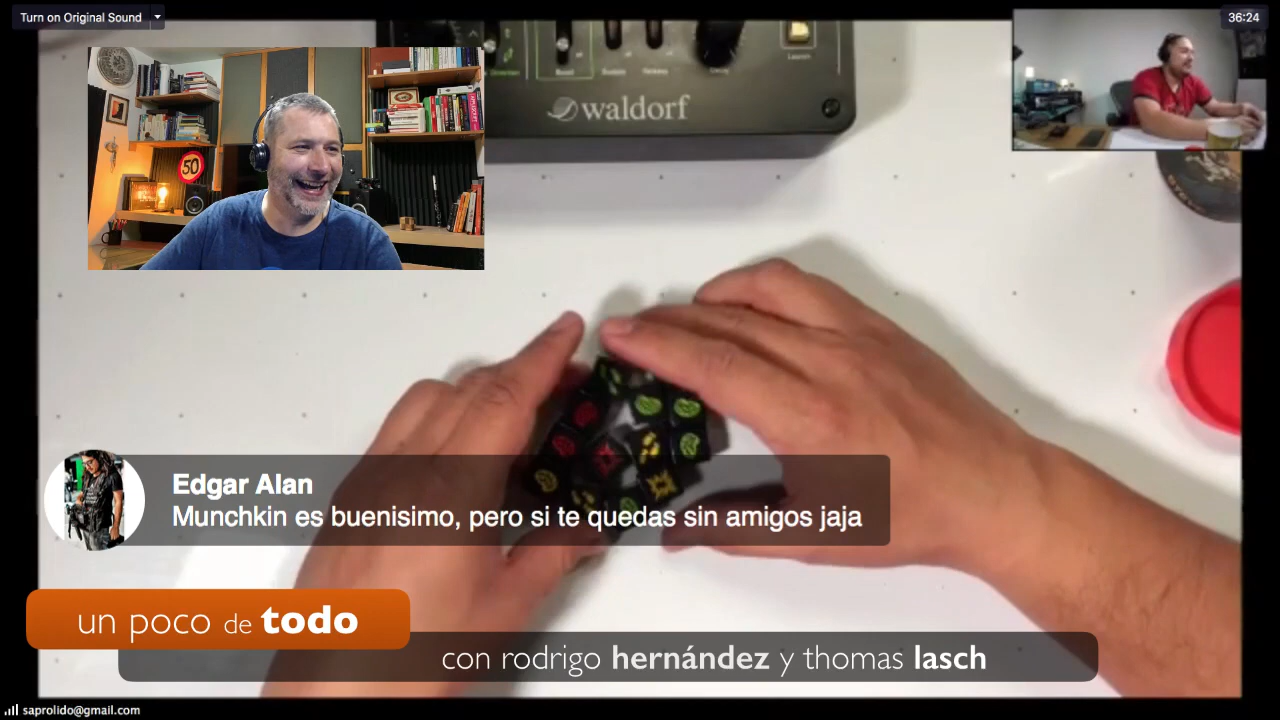 Turn on Original Sound
36:24
waldorf
50
Edgar Alan
Munchkin es buenisimo, pero si te quedas sin amigos jaja
un poco de todo
con rodrigo hernández y thomas lasch
saprolido@gmail.com